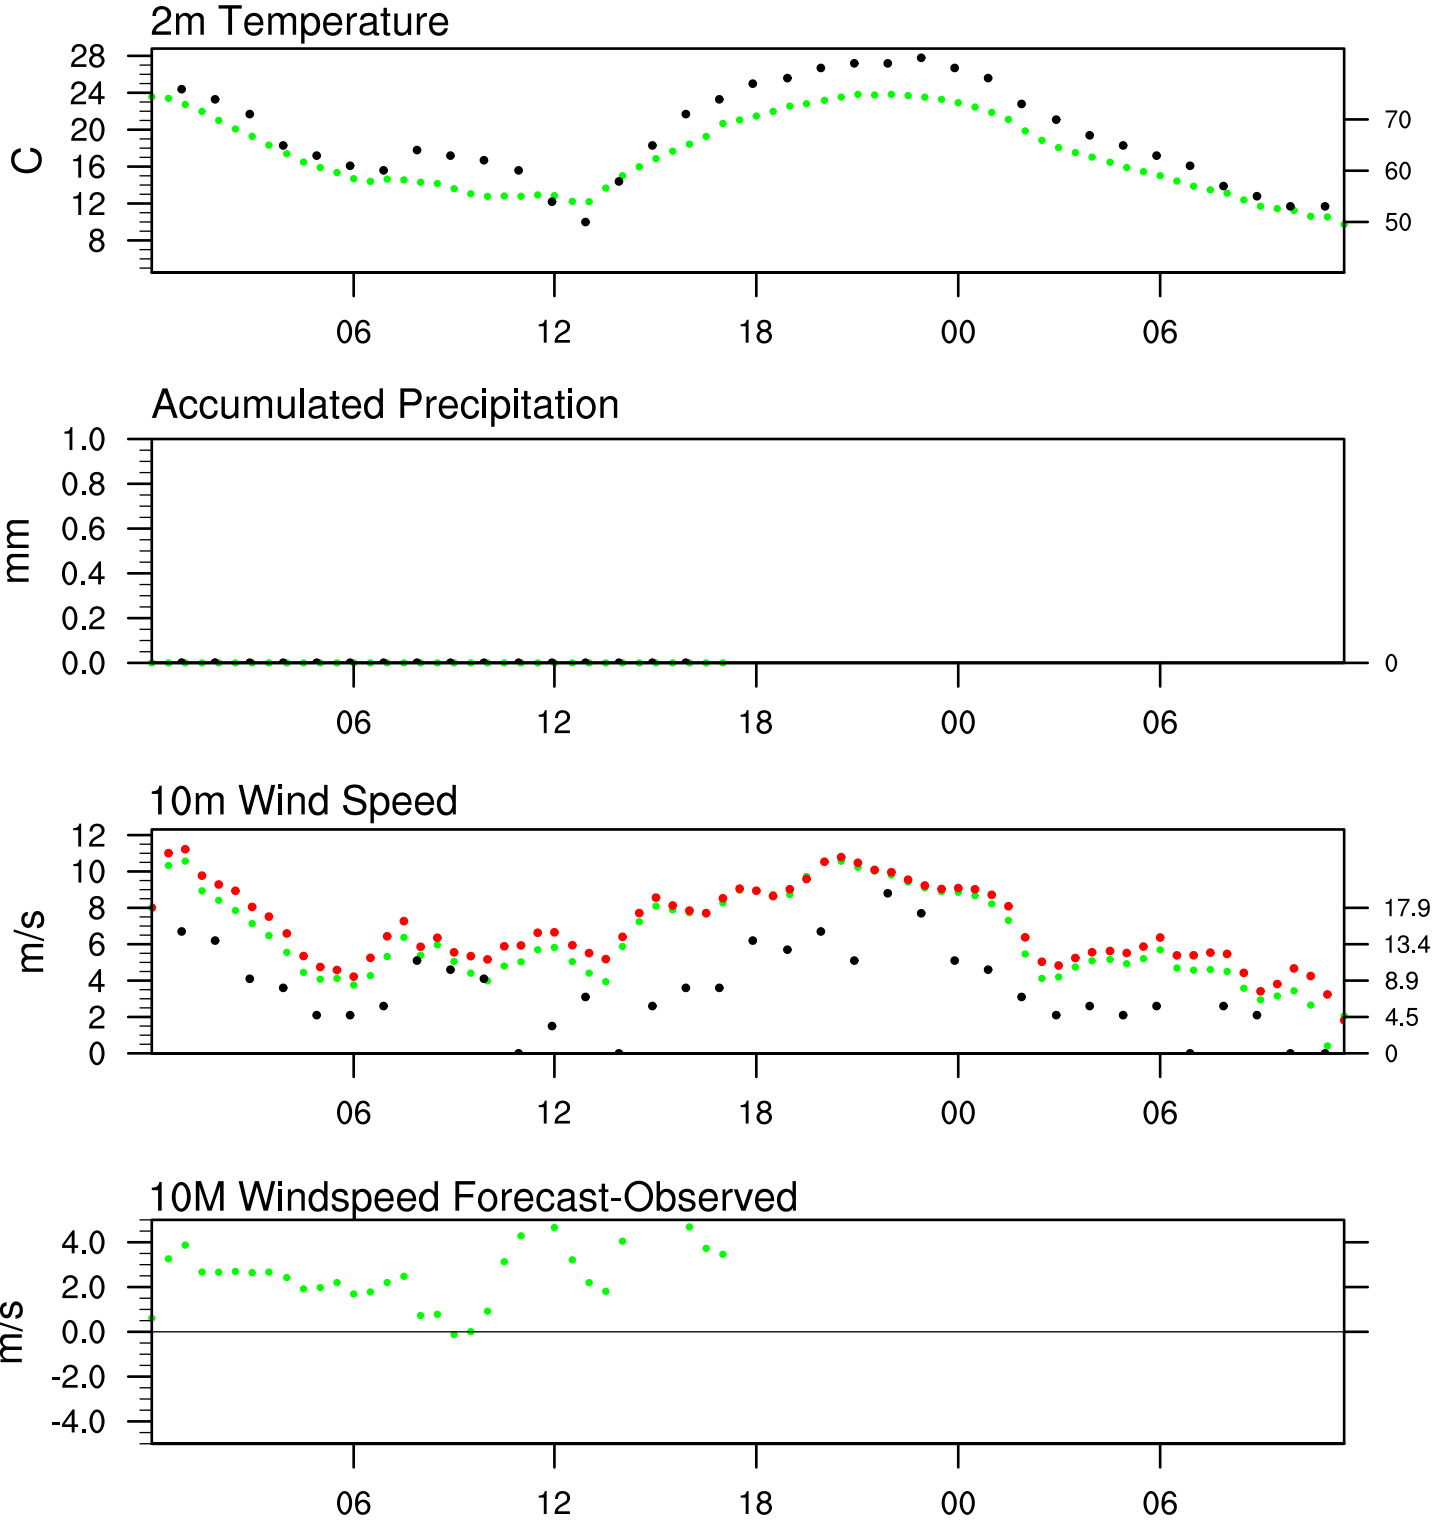 2m Temperature
28
24
20
16
12
8
C
70
60
50
06 12 18 00 06
Accumulated Precipitation
1.0
0.8
0.6
0.4
0.2
0.0
mm
0
06 12 18 00 06
10m Wind Speed
12
10
8
6
4
2
0
m/s
17.9
13.4
8.9
4.5
0
06 12 18 00 06
10M Windspeed Forecast-Observed
4.0
2.0
0.0
-2.0
-4.0
m/s
06 12 18 00 06